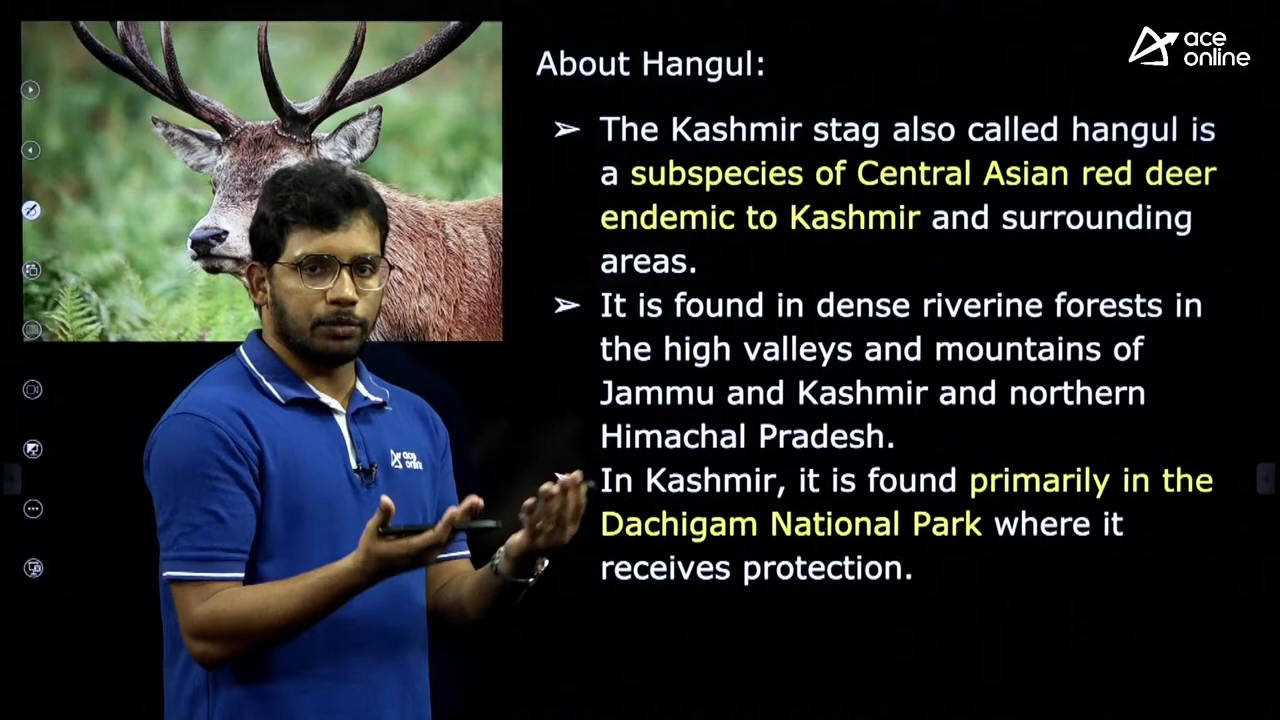 ace
online
About Hangul:
➢ The Kashmir stag also called hangul is
a subspecies of Central Asian red deer
endemic to Kashmir and surrounding
areas.
➢ It is found in dense riverine forests in
the high valleys and mountains of
Jammu and Kashmir and northern
Himachal Pradesh.
In Kashmir, it is found primarily in the
Dachigam National Park where it
receives protection.
ace
online